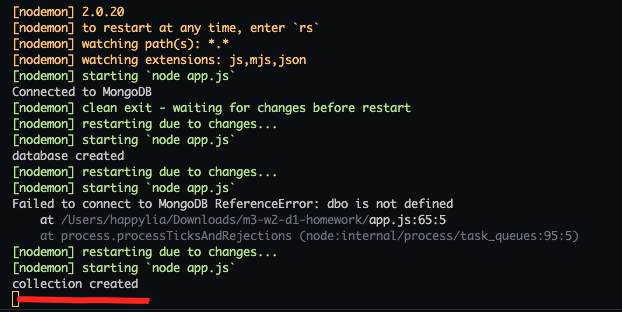 [nodemon] 2.0.20
[nodemon] to restart at any time, enter `rs`
[nodemon] watching path(s): *.*
[nodemon] watching extensions: js,mjs,json
[nodemon] starting `node app.js`
Connected to MongoDB
[nodemon] clean exit - waiting for changes before restart
[nodemon] restarting due to changes...
[nodemon] starting `node app.js`
database created
[nodemon] restarting due to changes...
[nodemon] starting `node app.js`
Failed to connect to MongoDB ReferenceError: dbo is not defined
    at /Users/happylia/Downloads/m3-w2-d1-homework/app.js:65:5
    at process.processTicksAndRejections (node:internal/process/task_queues:95:5)
[nodemon] restarting due to changes...
[nodemon] starting `node app.js`
collection created